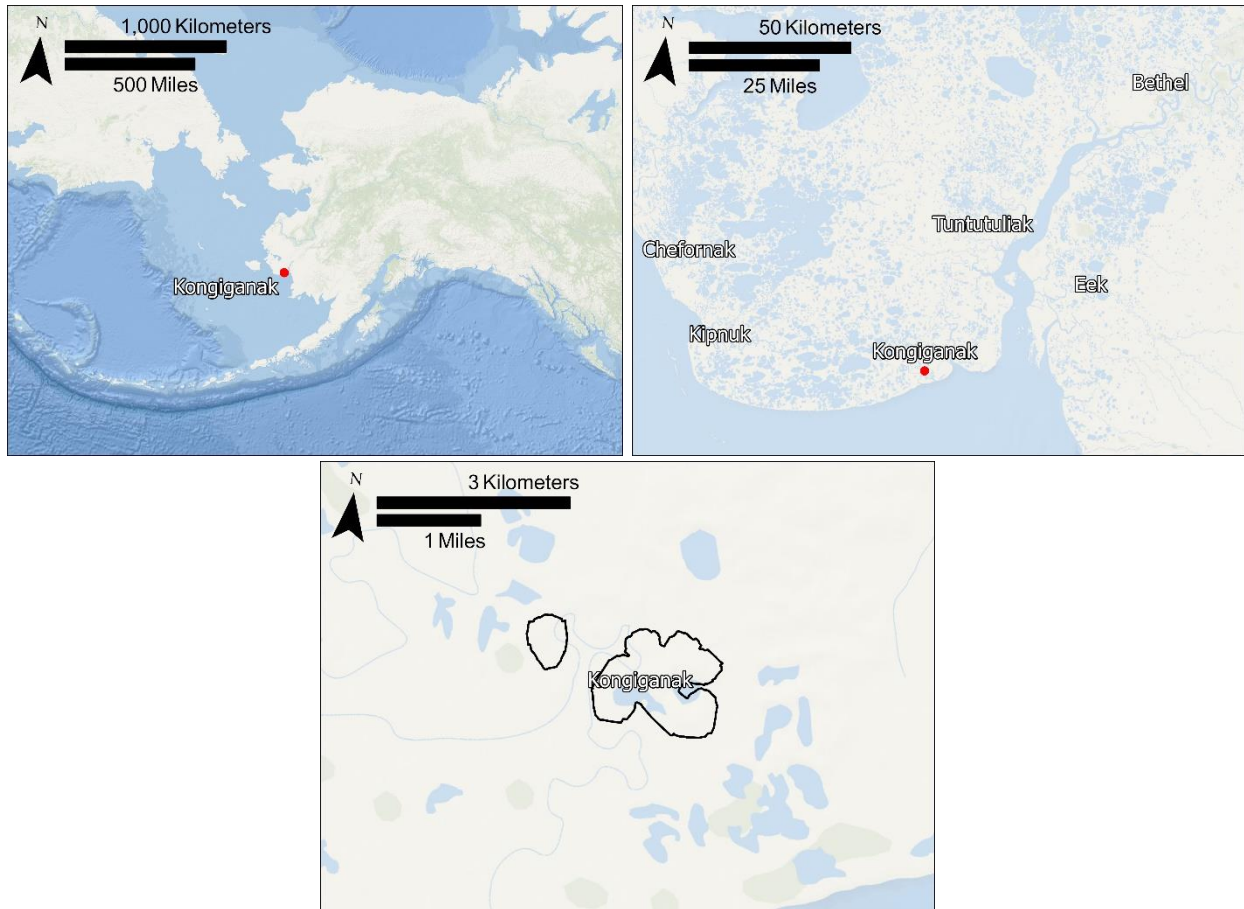 N
1,000 Kilometers
500 Miles
Kongiganak
N
50 Kilometers
25 Miles
Bethel
Tuntutuliak
Chefornak
Eek
Kipnuk
Kongiganak
N
3 Kilometers
1 Miles
Kongiganak